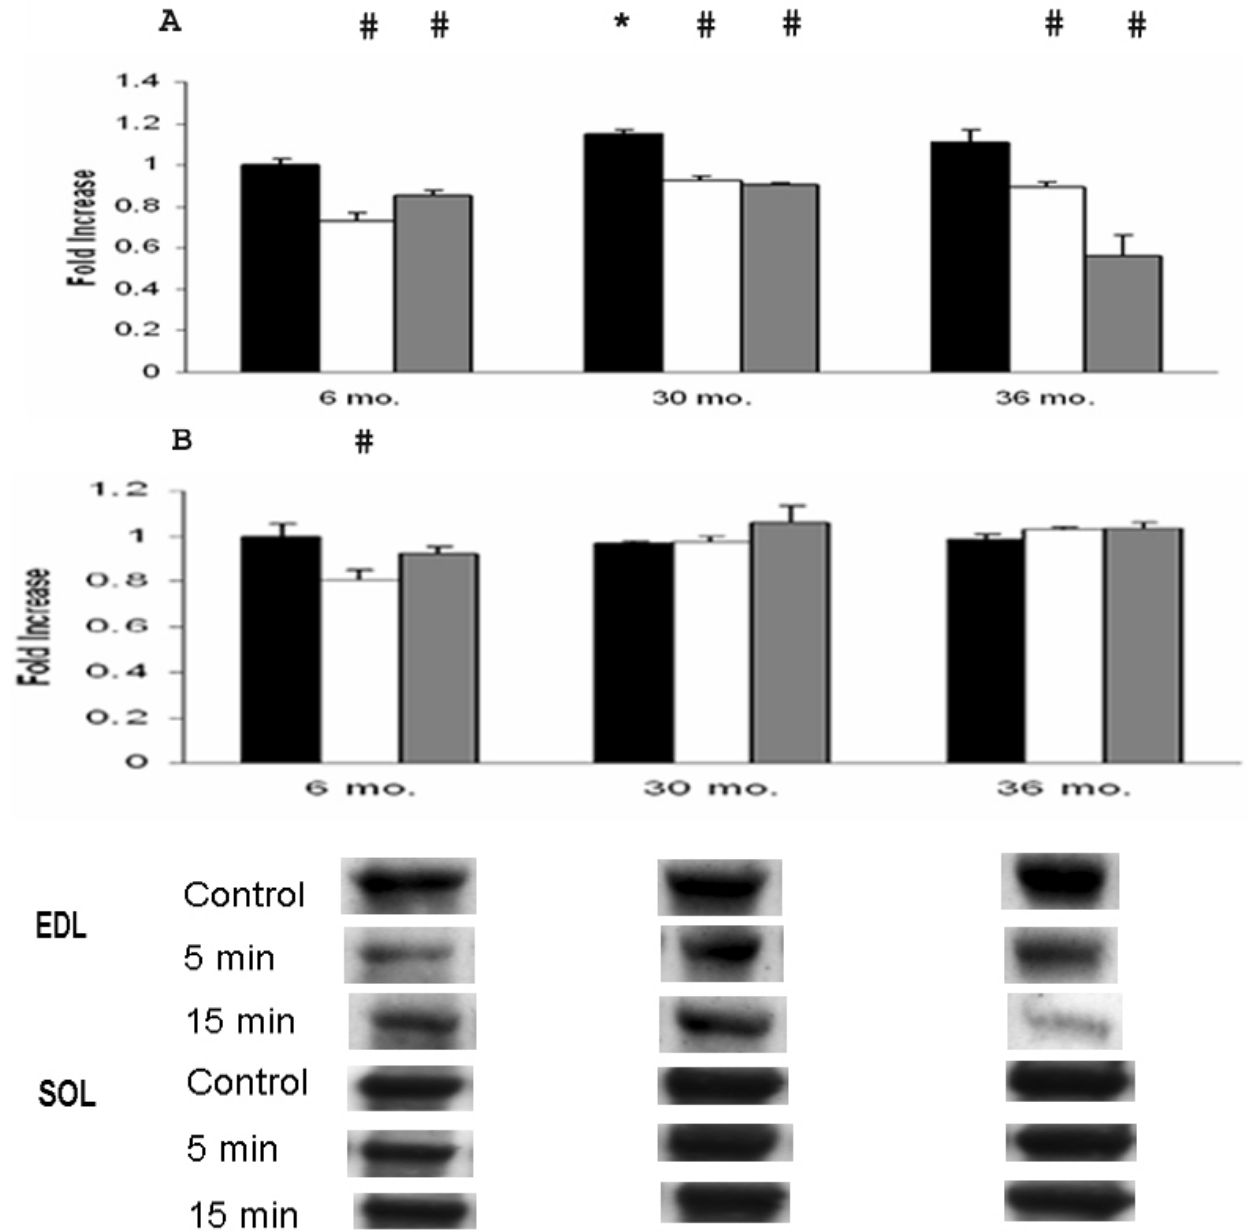 A # # * # # # #
1.4
1.2
1
0.8
0.6
0.4
0.2
0
Fold Increase
6 mo. 30 mo. 36 mo.
B #
1.2
1
0.8
0.6
0.4
0.2
0
Fold Increase
6 mo. 30 mo. 36 mo.
EDL
Control
5 min
15 min
SOL
Control
5 min
15 min